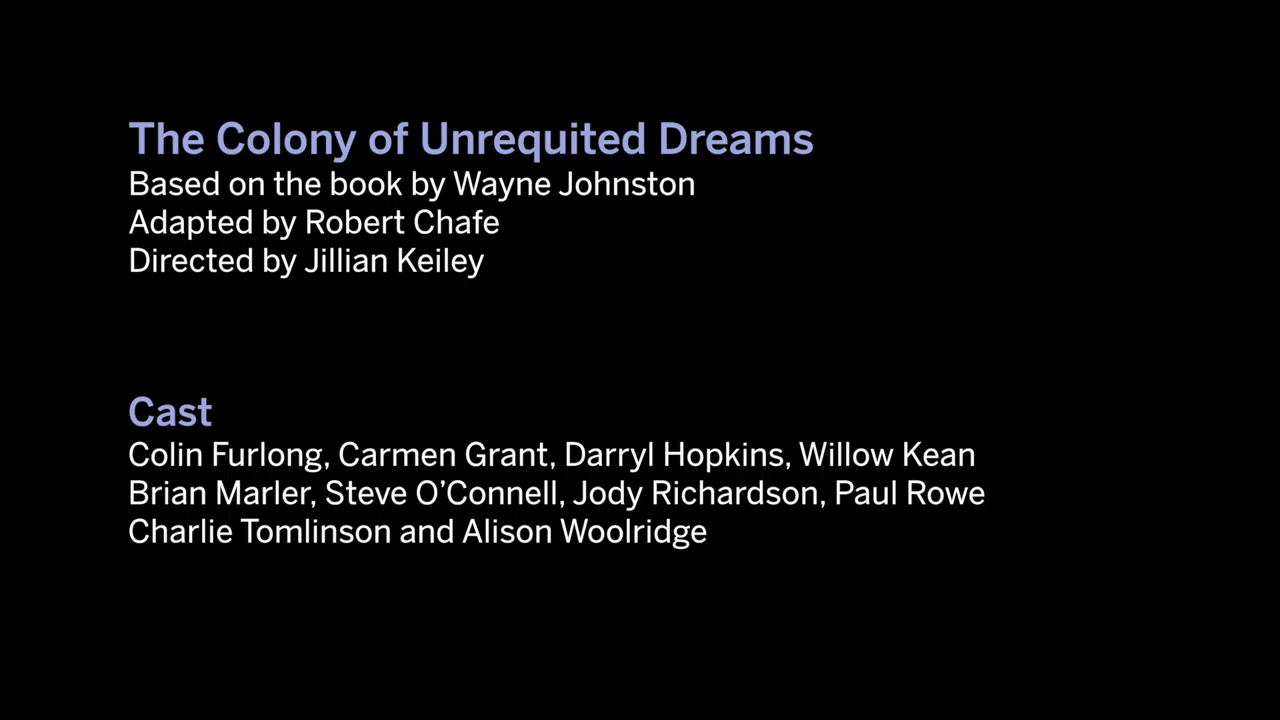 The Colony of Unrequited Dreams
Based on the book by Wayne Johnston
Adapted by Robert Chafe
Directed by Jillian Keiley
Cast
Colin Furlong, Carmen Grant, Darryl Hopkins, Willow Kean
Brian Marler, Steve O’Connell, Jody Richardson, Paul Rowe
Charlie Tomlinson and Alison Woolridge